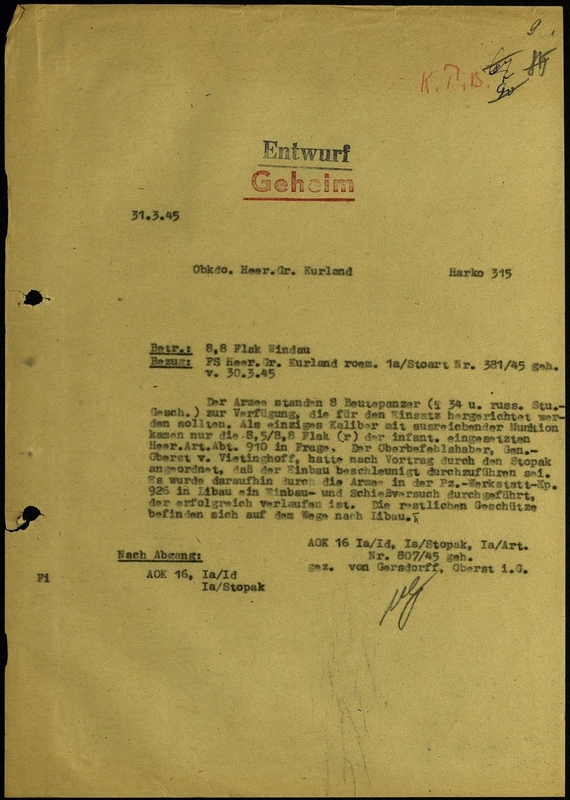 9.
K.T.B.
Entwurf
Geheim
31.3.45
Obkdo. Heer.Gr. Kurland Harko 315
Betr.: 8,8 Flak Windau
Bezug: FS Heer.Gr. Kurland roem. 1a/Stoart Nr. 381/45 geh.
v. 30.3.45
Der Armee standen 8 Beutepanzer ( 34 u. russ. Stu.-
Gesch.) zur Verfügung, die für den Einsatz hergerichtet wer-
den sollten. Als einziges Kaliber mit ausreichender Munition
kamen nur die 8,5/8,8 Flak (r) der infant. eingesetzten
Heer.Art.Abt. 910 in Frage. Der Oberbefehlshaber, Gen.-
Oberst v. Vietinghoff, hatte nach Vortrag durch den Stopak
angeordnet, daß der Einbau beschleunigt durchzuführen sei.
Es wurde daraufhin durch die Armee in der Pz.-Werkstatt-Kp.
926 in Libau ein Einbau- und Schießversuch durchgeführt,
der erfolgreich verlaufen ist. Die restlichen Geschütze
befinden sich auf dem Wege nach Libau.
AOK 16 Ia/Id, Ia/Stopak, Ia/Art.
Nr. 807/45 geh.
gez. von Gersdorff, Oberst i.G.
Nach Abgang:
Fi AOK 16, Ia/Id
Ia/Stopak